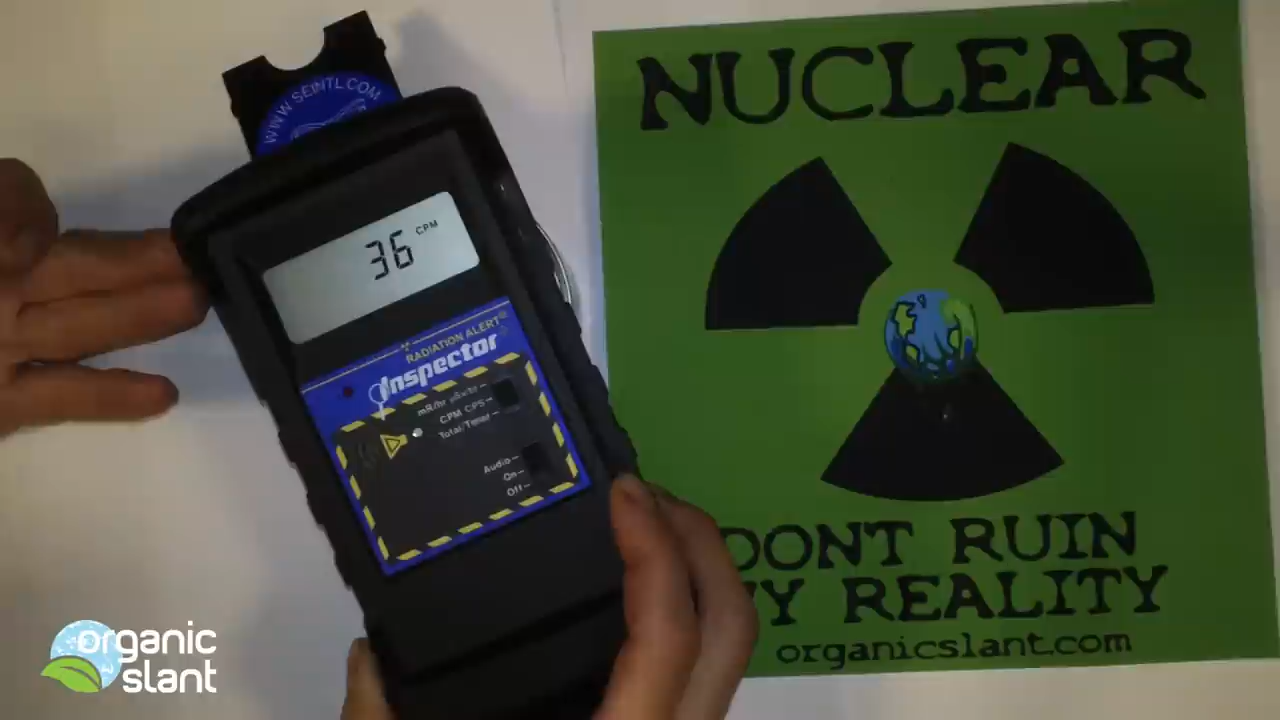 WWW.SEINTL.COM
36 CPM
RADIATION ALERT®
Inspector
mR/hr µSv/hr
CPM CPS
Total/Timer
Audio
On
Off
NUCLEAR
DONT RUIN
MY REALITY
organicslant.com
organic
slant